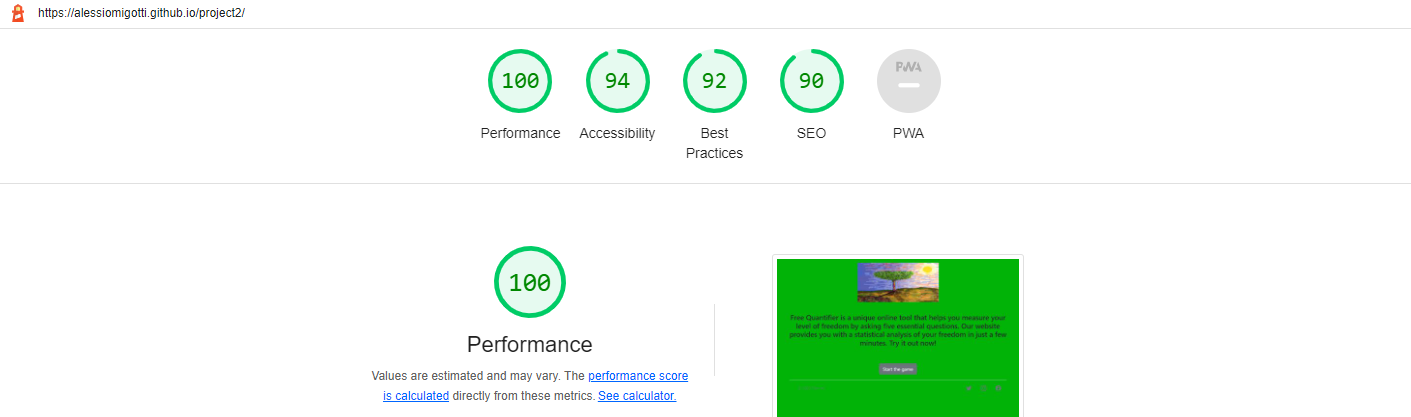 https://alessiomigotti.github.io/project2/
100
94
92
90
PWA
Performance
Accessibility
Best
Practices
SEO
PWA
100
Performance
Values are estimated and may vary. The performance score
is calculated directly from these metrics. See calculator.
Free Quantifier is a unique online tool that helps you measure your
level of freedom by asking five essential questions. Our website
provides you with a statistical analysis of your freedom in just a few
minutes. Try it out now!
Start the game